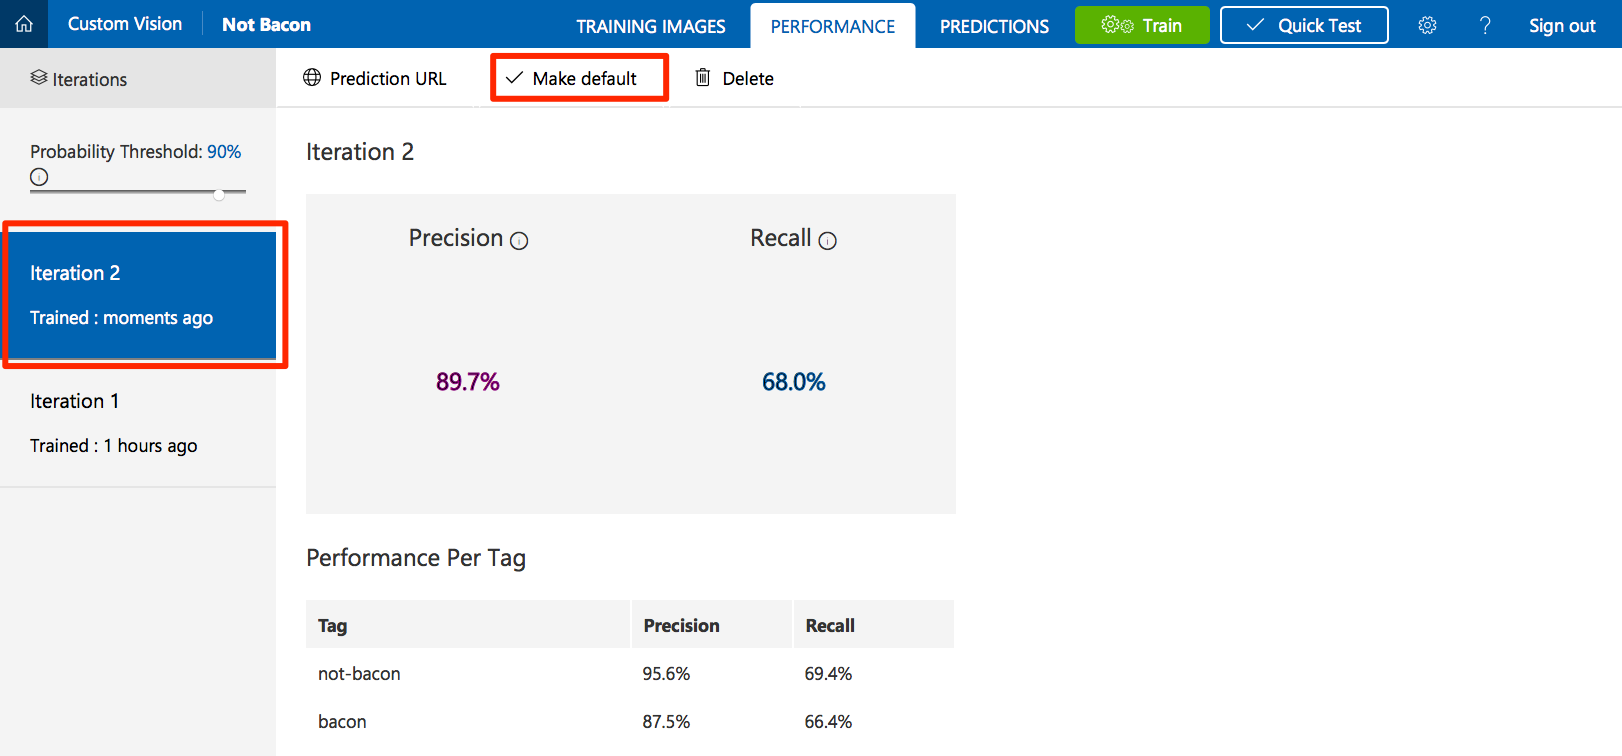 Custom Vision Not Bacon TRAINING IMAGES PERFORMANCE PREDICTIONS Train Quick Test ? Sign out
Iterations
Prediction URL Make default Delete
Probability Threshold: 90%
Iteration 2
Trained : moments ago
Iteration 1
Trained : 1 hours ago
Iteration 2
Precision Recall
89.7% 68.0%
Performance Per Tag
Tag Precision Recall
not-bacon 95.6% 69.4%
bacon 87.5% 66.4%